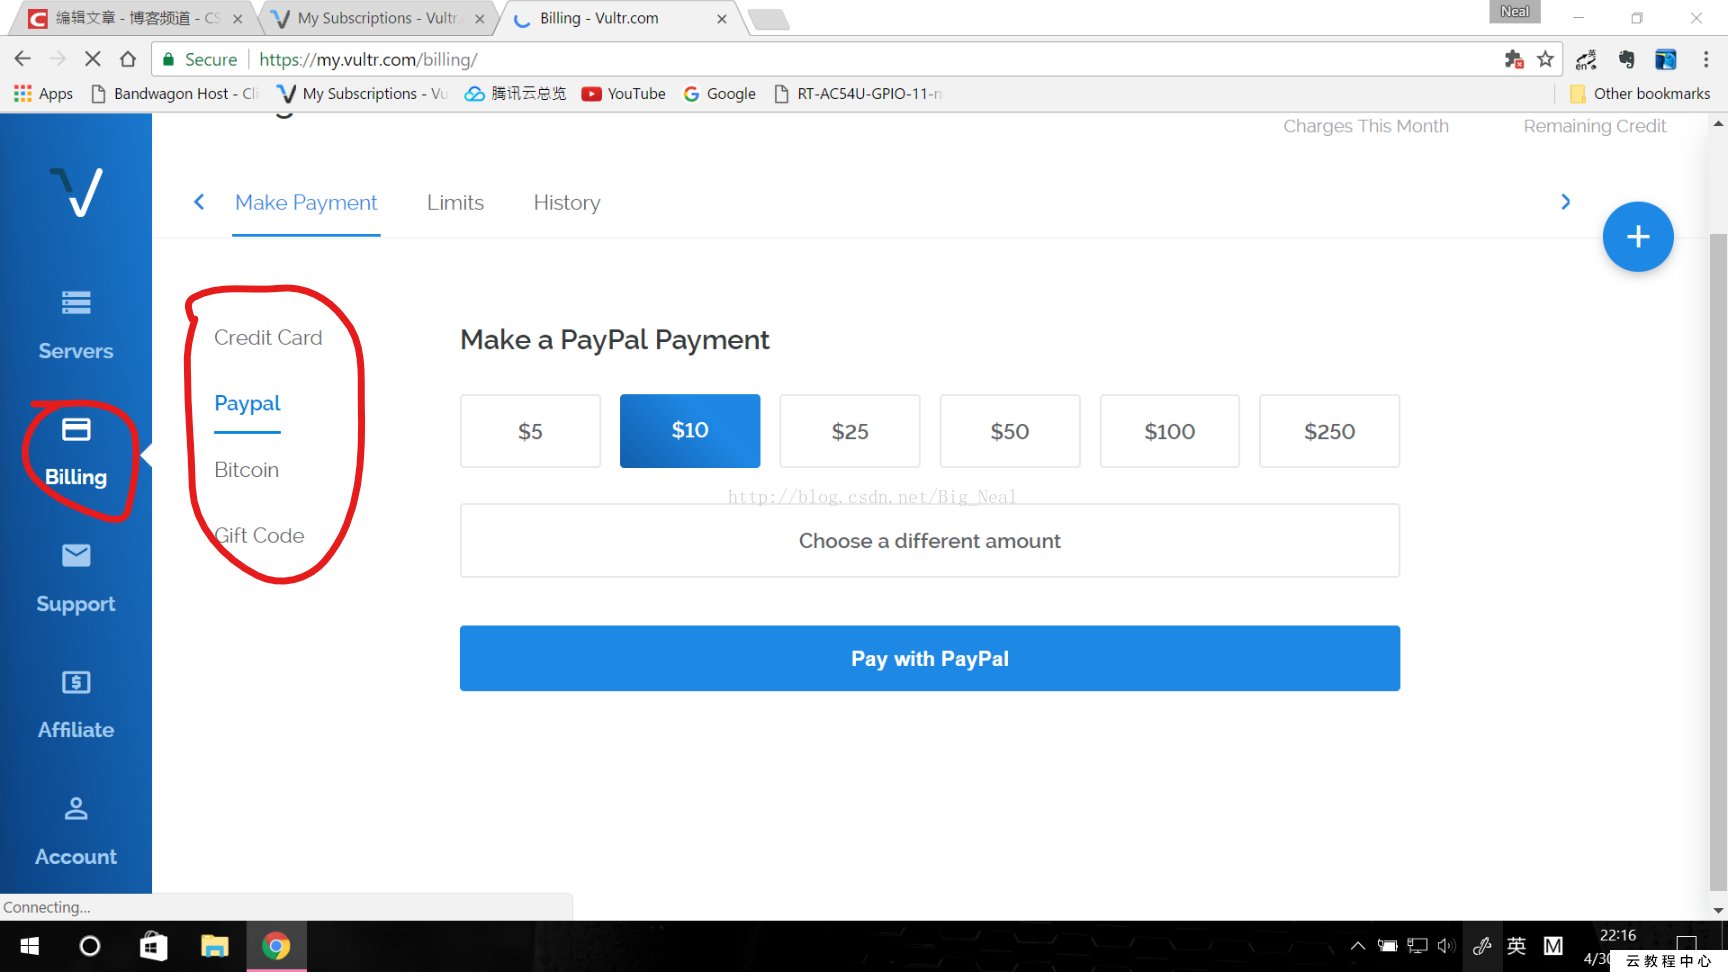 编辑文章 - 博客频道 - CS
My Subscriptions - Vultr.
Billing - Vultr.com
Neal
Secure
https://my.vultr.com/billing/
Apps
Bandwagon Host - Cli
My Subscriptions - Vu
腾讯云总览
YouTube
Google
RT-AC54U-GPIO-11-n
Other bookmarks
Charges This Month
Remaining Credit
Make Payment
Limits
History
Servers
Billing
Support
Affiliate
Account
Credit Card
Paypal
Bitcoin
Gift Code
Make a PayPal Payment
$5
$10
$25
$50
$100
$250
http://blog.csdn.net/Big_Neal
Choose a different amount
Pay with PayPal
Connecting...
英
M
22:16
4/30
云教程中心